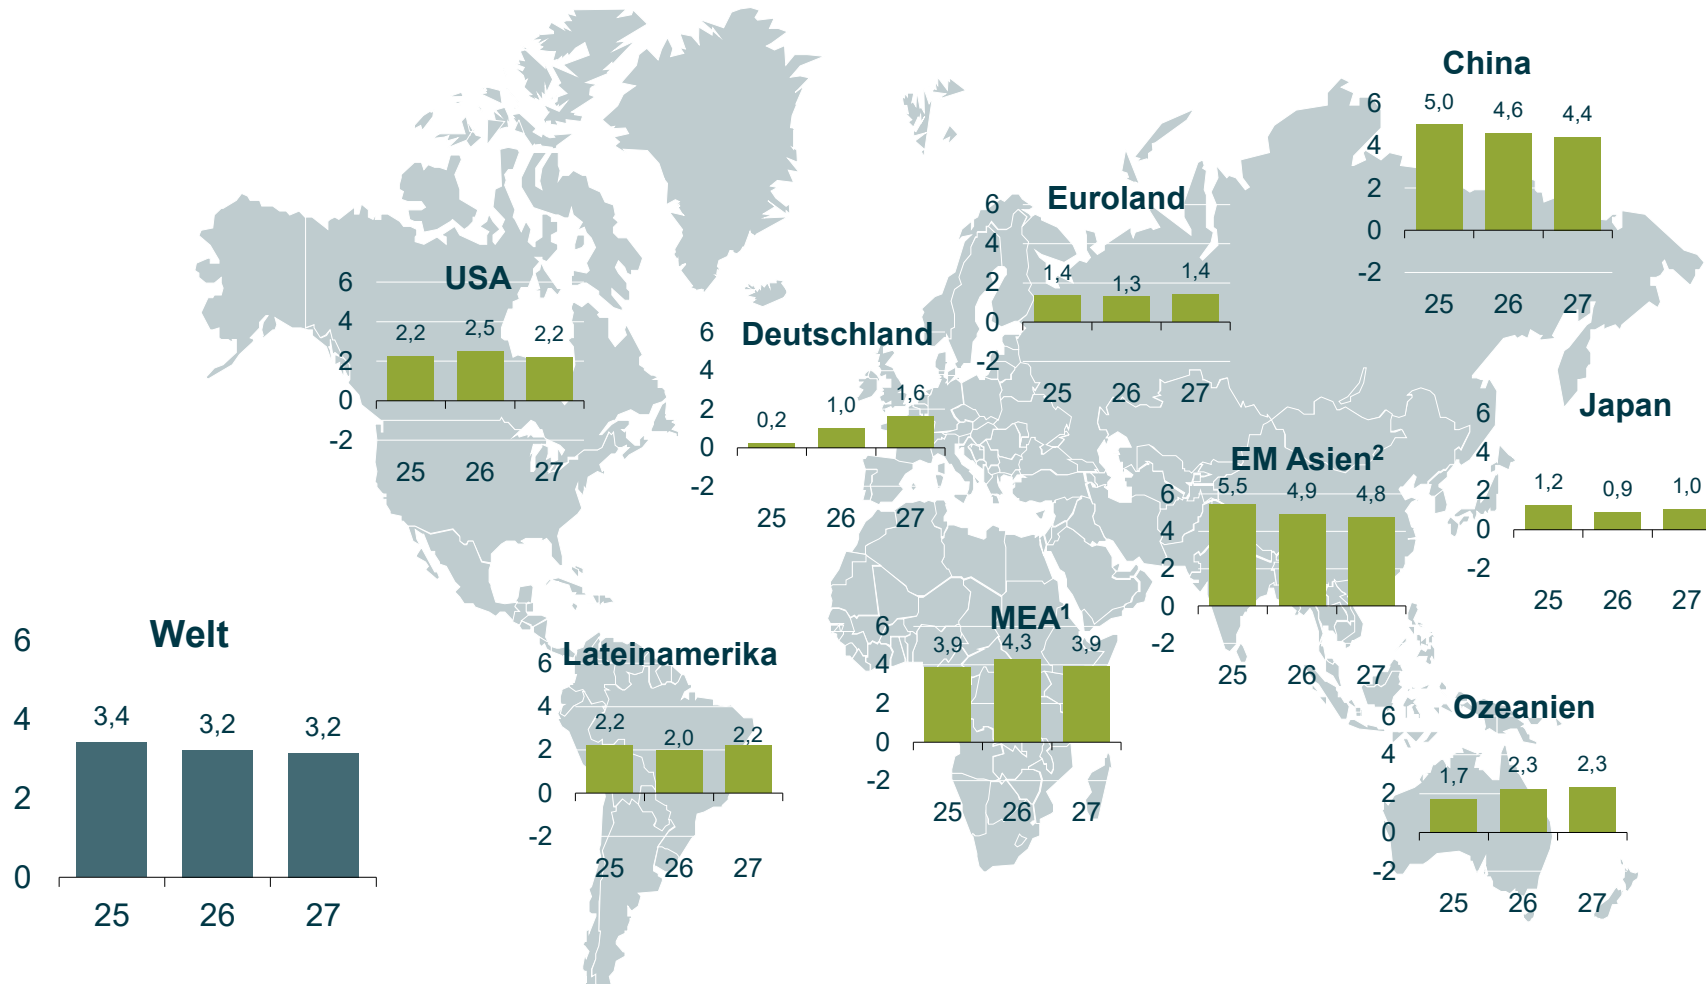 China
6
4
2
0
-2
5,0 4,6 4,4
25 26 27
Euroland
6
4
2
0
-2
1,4 1,3 1,4
25 26 27
USA
6
4
2
0
-2
2,2 2,5 2,2
25 26 27
Deutschland
6
4
2
0
-2
0,2 1,0 1,6
25 26 27
Japan
6
4
2
0
-2
1,2 0,9 1,0
25 26 27
EM Asien²
6
4
2
0
-2
5,5 4,9 4,8
25 26 27
MEA¹
6
4
2
0
-2
3,9 4,3 3,9
25 26 27
Welt
6
4
2
0
3,4 3,2 3,2
25 26 27
Lateinamerika
6
4
2
0
-2
2,2 2,0 2,2
25 26 27
Ozeanien
6
4
2
0
-2
1,7 2,3 2,3
25 26 27